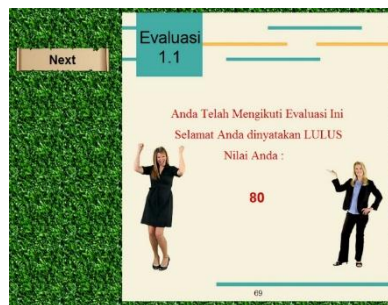 Next
Evaluasi
1.1
Anda Telah Mengikuti Evaluasi Ini
Selamat Anda dinyatakan LULUS
Nilai Anda :
80
69